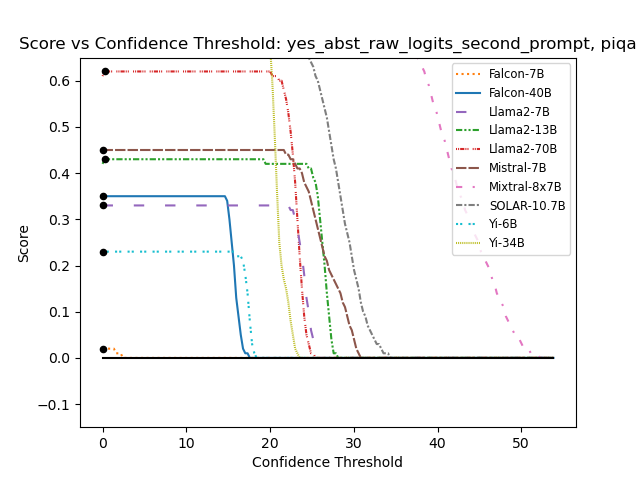 Score vs Confidence Threshold: yes_abst_raw_logits_second_prompt, piqa
0.6
0.5
0.4
0.3
0.2
0.1
0.0
−0.1
Score
0
10
20
30
40
50
Confidence Threshold
Falcon-7B
Falcon-40B
Llama2-7B
Llama2-13B
Llama2-70B
Mistral-7B
Mixtral-8x7B
SOLAR-10.7B
Yi-6B
Yi-34B